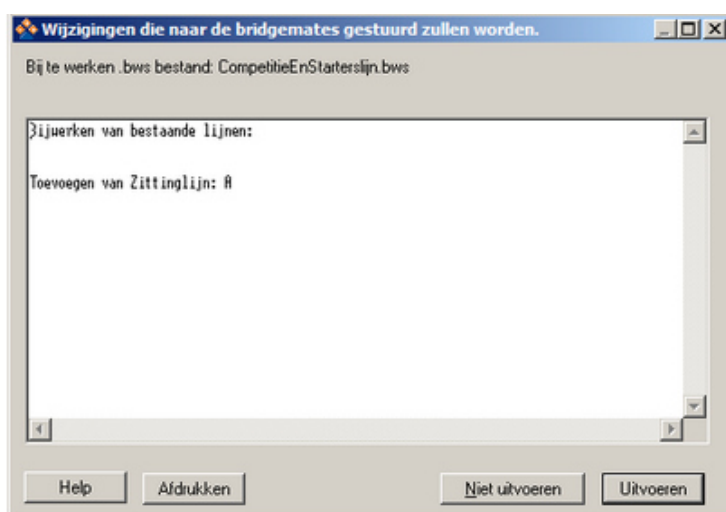 Wijzigingen die naar de bridgemates gestuurd zullen worden.
Bij te werken .bws bestand: CompetitieEnStarterslijn.bws
Bijwerken van bestaande lijnen:
Toevoegen van Zittinglijn: A
Help
Afdrukken
Niet uitvoeren
Uitvoeren